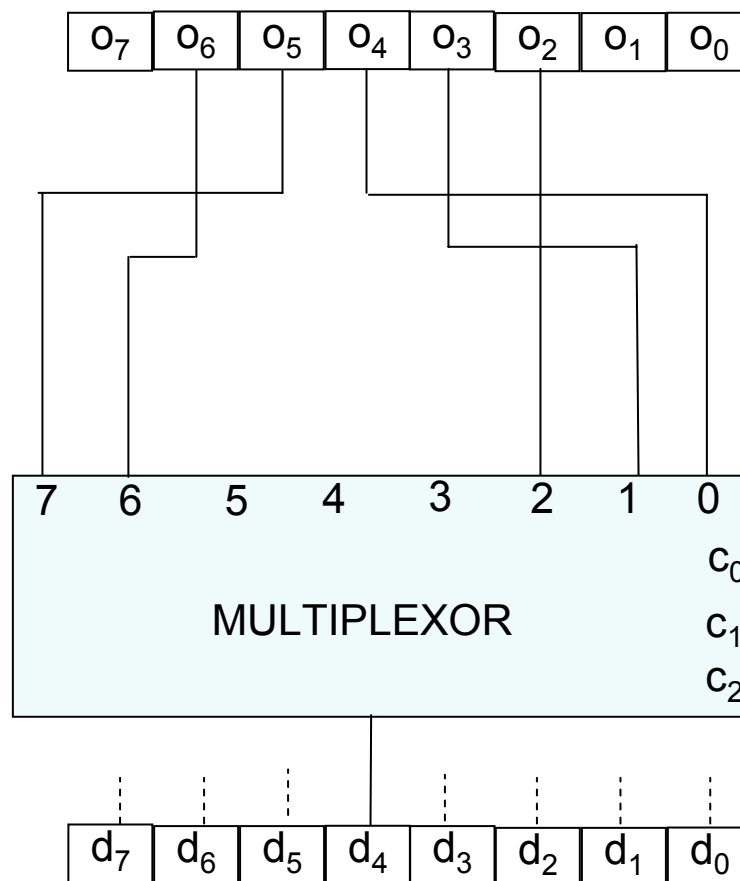 o₇ o₆ o₅ o₄ o₃ o₂ o₁ o₀
7 6 5 4 3 2 1 0
c₀
MULTIPLEXOR c₁
c₂
d₇ d₆ d₅ d₄ d₃ d₂ d₁ d₀